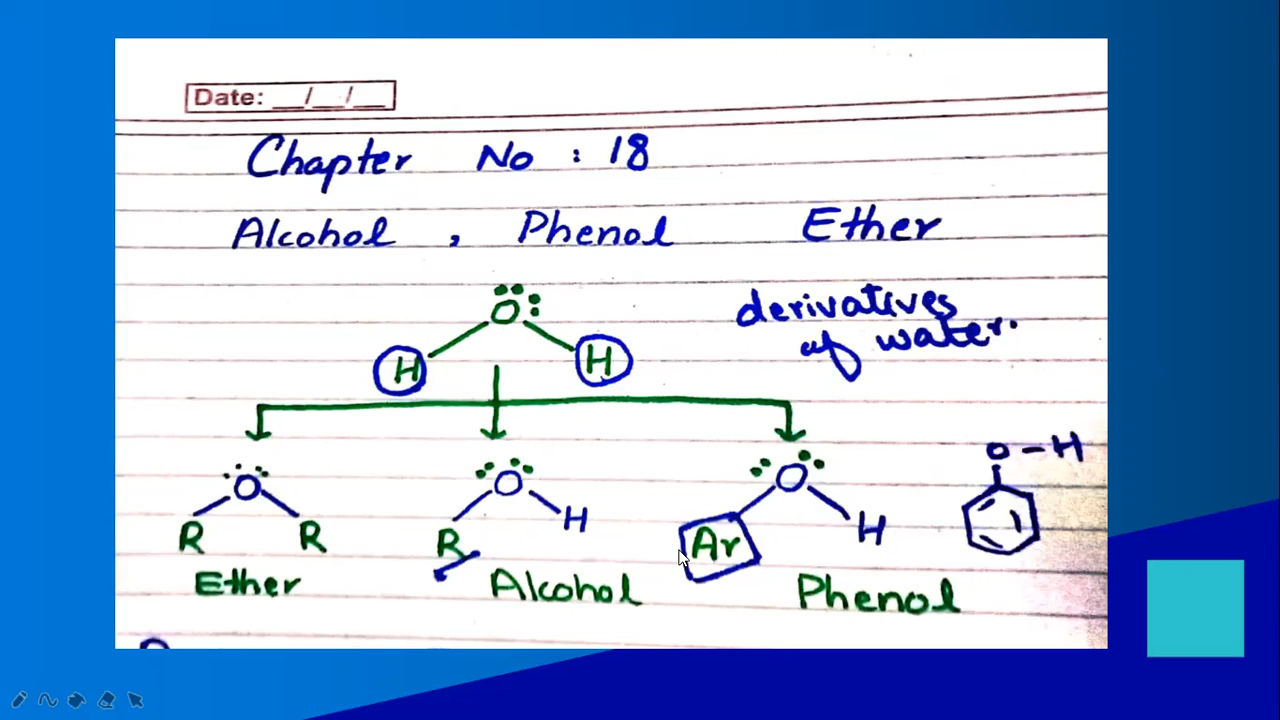 Date: __/__/__
Chapter No : 18
Alcohol , Phenol Ether
derivatives
of water.
O
H H
O O O O-H
R R R H Ar H
Ether Alcohol Phenol